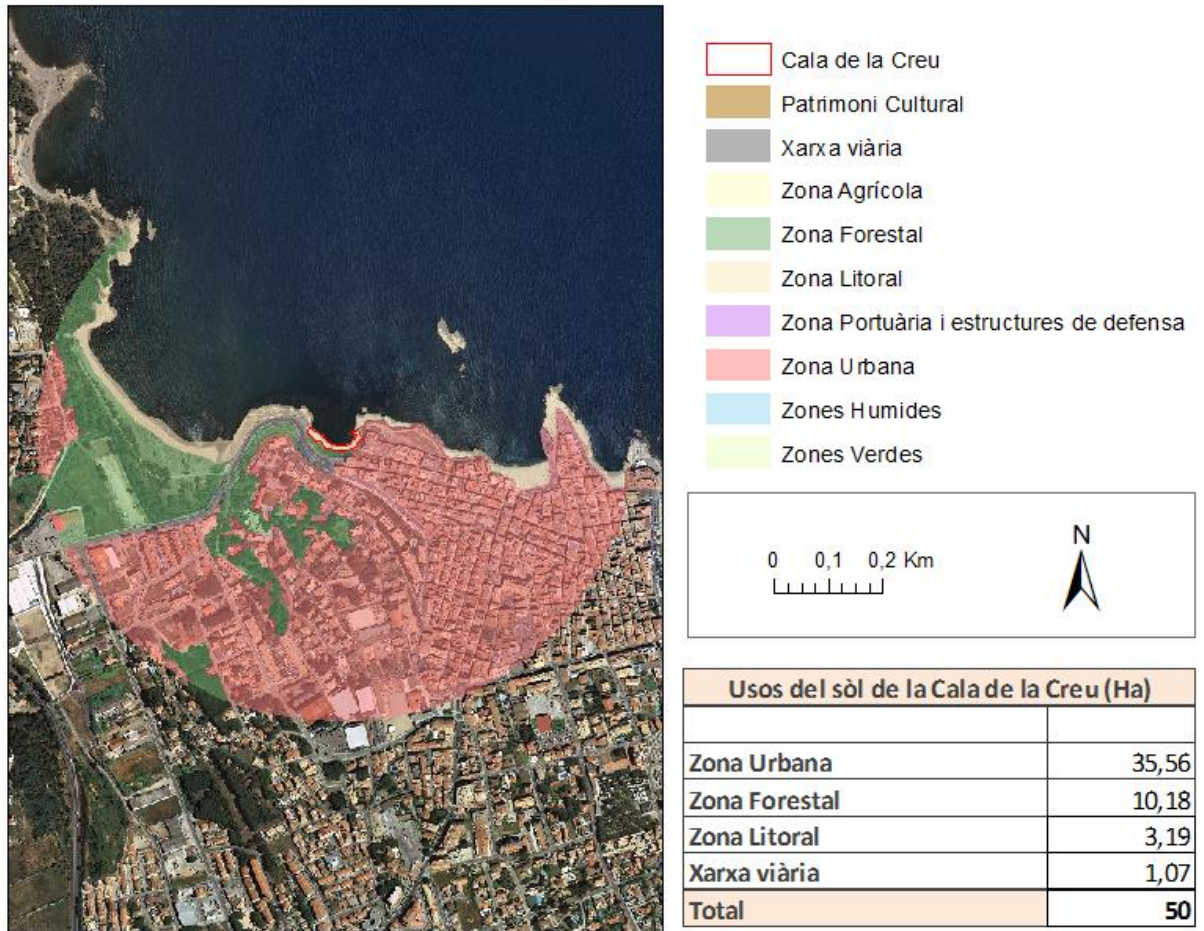 Cala de la Creu
Patrimoni Cultural
Xarxa viària
Zona Agrícola
Zona Forestal
Zona Litoral
Zona Portuària i estructures de defensa
Zona Urbana
Zones Humides
Zones Verdes
N
0 0,1 0,2 Km
Usos del sòl de la Cala de la Creu (Ha)
Zona Urbana 35,56
Zona Forestal 10,18
Zona Litoral 3,19
Xarxa viària 1,07
Total 50